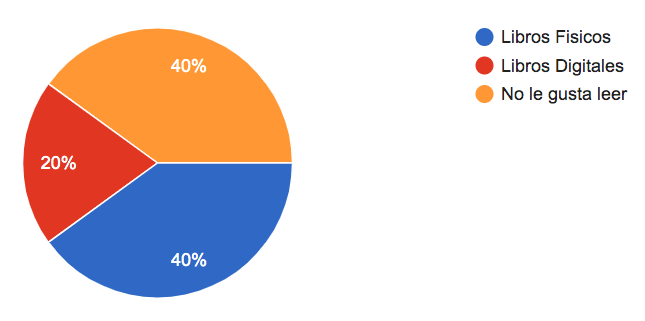 40%
20%
40%
Libros Fisicos
Libros Digitales
No le gusta leer